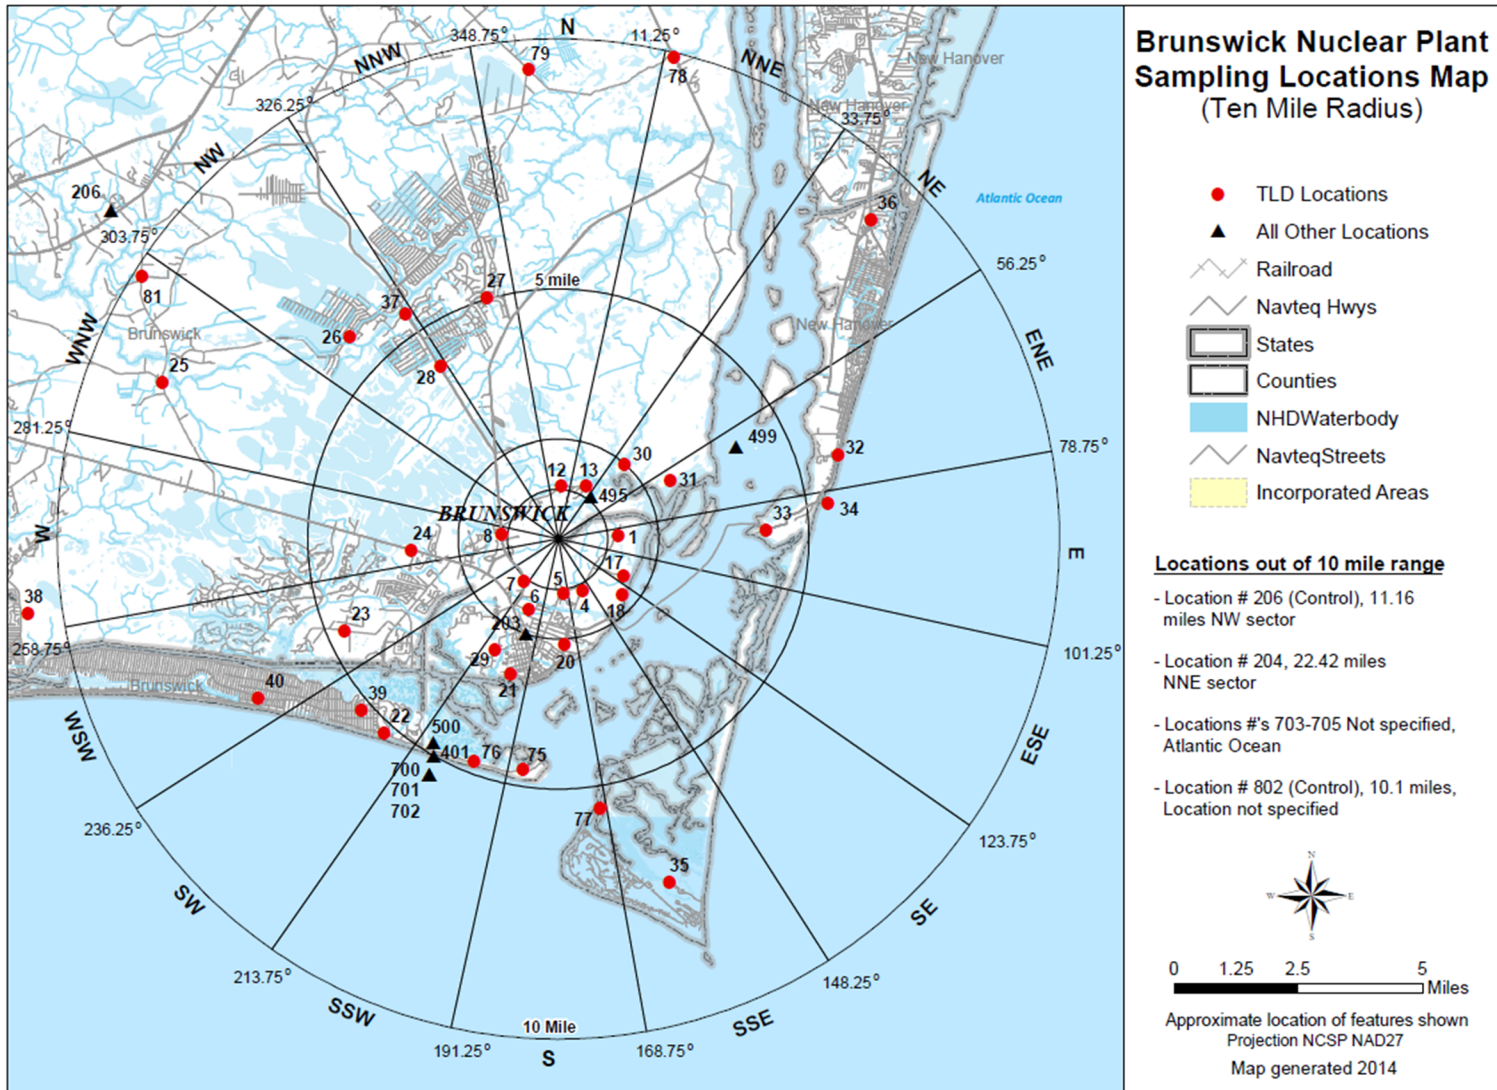 Brunswick Nuclear Plant
Sampling Locations Map
(Ten Mile Radius)
TLD Locations
All Other Locations
Railroad
Navteq Hwys
States
Counties
NHDWaterbody
NavteqStreets
Incorporated Areas
Locations out of 10 mile range
- Location # 206 (Control), 11.16
miles NW sector
- Location # 204, 22.42 miles
NNE sector
- Locations #'s 703-705 Not specified,
Atlantic Ocean
- Location # 802 (Control), 10.1 miles,
Location not specified
N
W
E
S
0 1.25 2.5 5
Miles
Approximate location of features shown
Projection NCSP NAD27
Map generated 2014
348.75°
N
11.25°
NNW
79
NNE
78
New Hanover
326.25°
New Hanover
33.75°
NW
NE
206
36
Atlantic Ocean
303.75°
56.25°
81
27
5 mile
37
Brunswick
26
New Hanover
WNW
ENE
25
28
281.25°
499
78.75°
32
30
12
13
31
495
BRUNSWICK
34
33
W
8
1
E
24
17
7
5
38
6
4
18
23
203
258.75°
29
20
101.25°
Brunswick
21
40
39
22
500
WSW
401
76
75
ESE
700
701
702
77
236.25°
123.75°
35
SW
SE
213.75°
148.25°
SSW
SSE
10 Mile
191.25°
S
168.75°